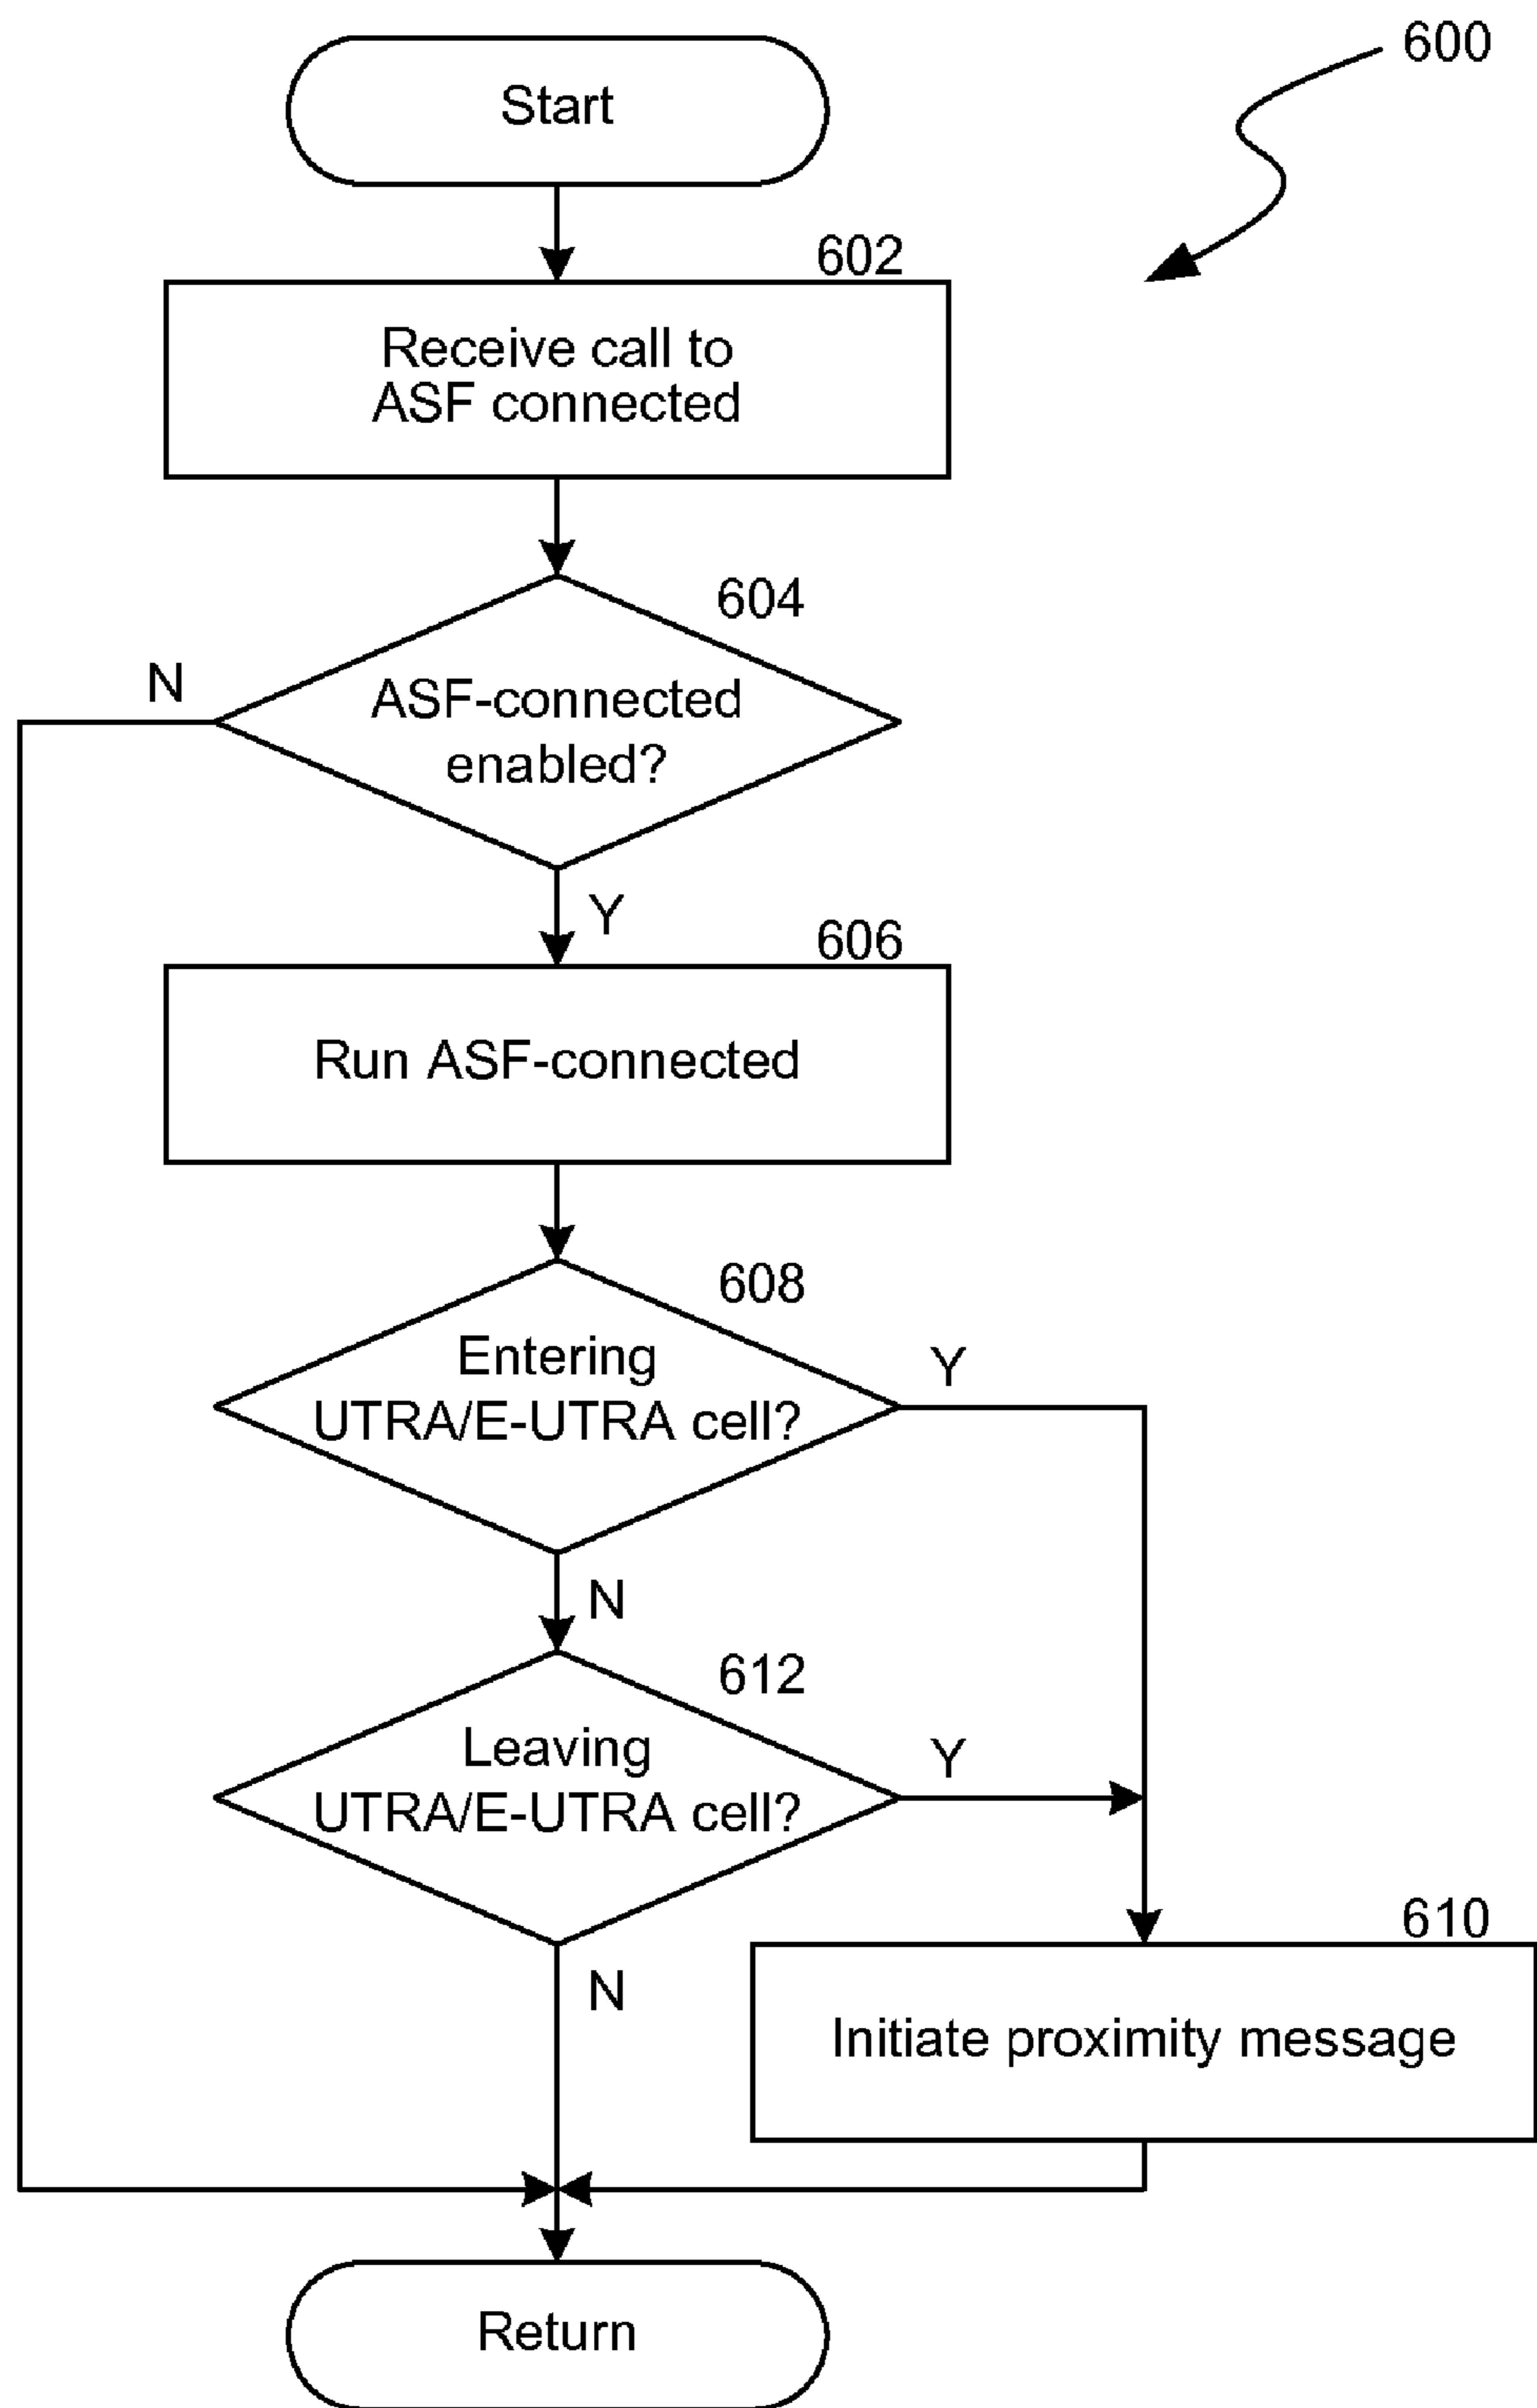 600
Start
602
Receive call to
ASF connected
604
N
ASF-connected
enabled?
Y
606
Run ASF-connected
608
Entering
UTRA/E-UTRA cell?
Y
N
612
Leaving
UTRA/E-UTRA cell?
Y
610
N
Initiate proximity message
Return